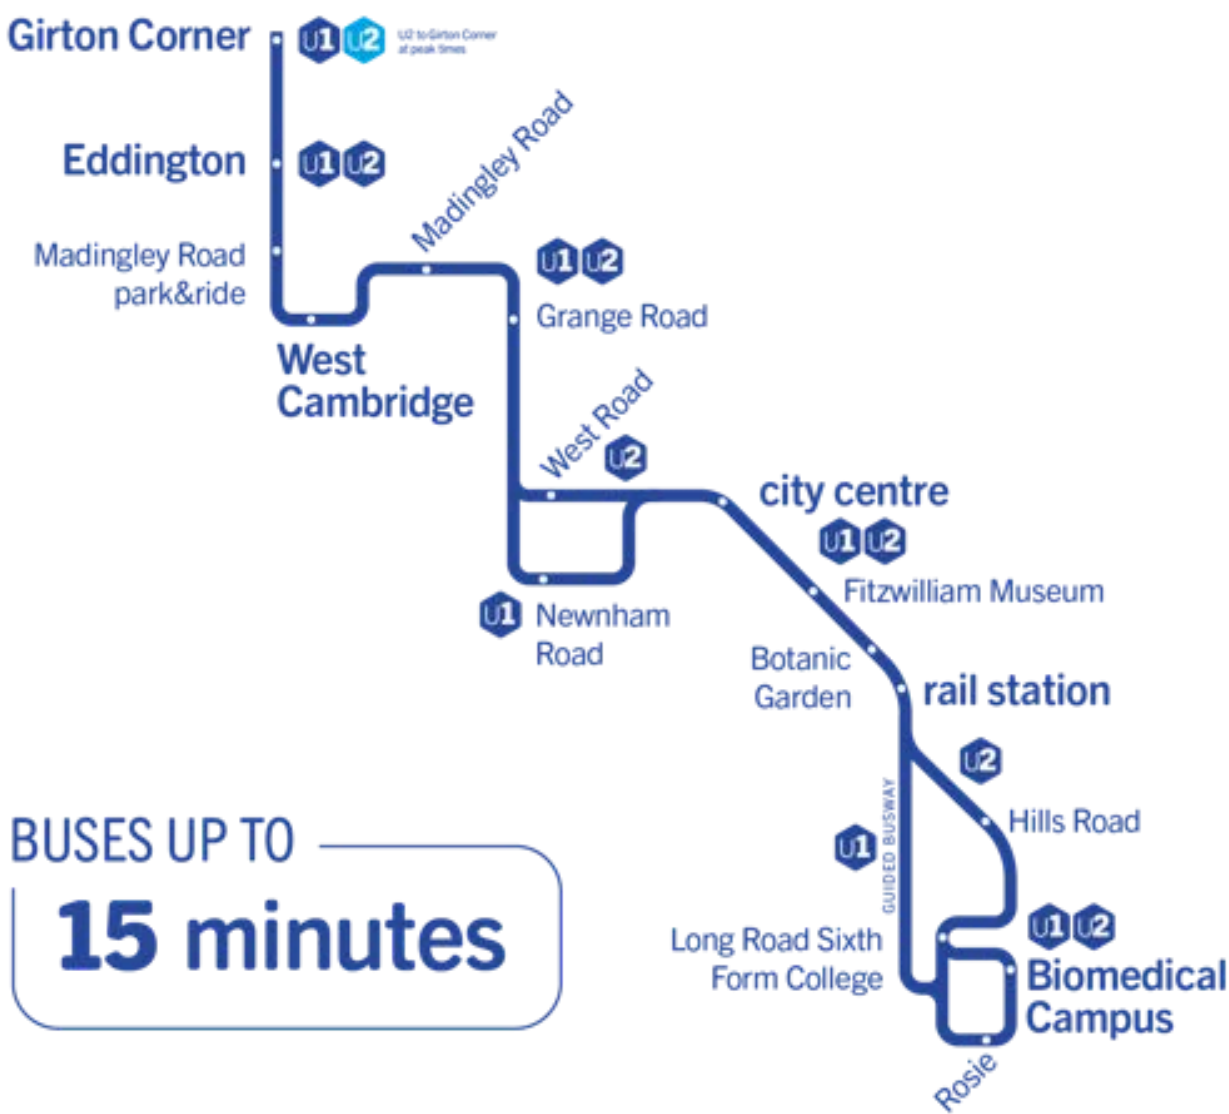 Girton Corner
U1 U2
U2 to Girton Corner
at peak times
Eddington
U1 U2
Madingley Road
park&ride
Madingley Road
West
Cambridge
U1 U2
Grange Road
West Road
U2
U1
Newnham
Road
city centre
U1 U2
Fitzwilliam Museum
Botanic
Garden
rail station
U2
Hills Road
U1
GUIDED BUSWAY
Long Road Sixth
Form College
U1 U2
Biomedical
Campus
Rosie
BUSES UP TO
15 minutes